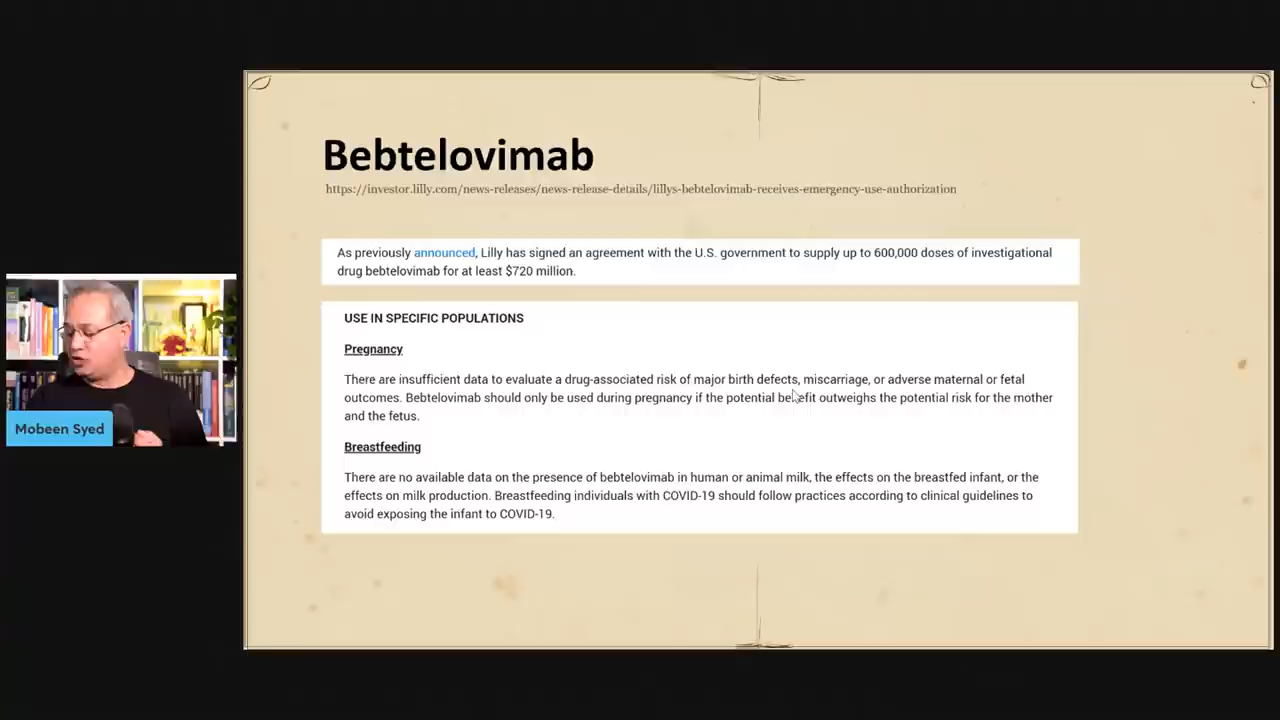 Bebtelovimab
https://investor.lilly.com/news-releases/news-release-details/lillys-bebtelovimab-receives-emergency-use-authorization
As previously announced, Lilly has signed an agreement with the U.S. government to supply up to 600,000 doses of investigational
drug bebtelovimab for at least $720 million.
USE IN SPECIFIC POPULATIONS
Pregnancy
There are insufficient data to evaluate a drug-associated risk of major birth defects, miscarriage, or adverse maternal or fetal
outcomes. Bebtelovimab should only be used during pregnancy if the potential benefit outweighs the potential risk for the mother
and the fetus.
Breastfeeding
There are no available data on the presence of bebtelovimab in human or animal milk, the effects on the breastfed infant, or the
effects on milk production. Breastfeeding individuals with COVID-19 should follow practices according to clinical guidelines to
avoid exposing the infant to COVID-19.
Mobeen Syed